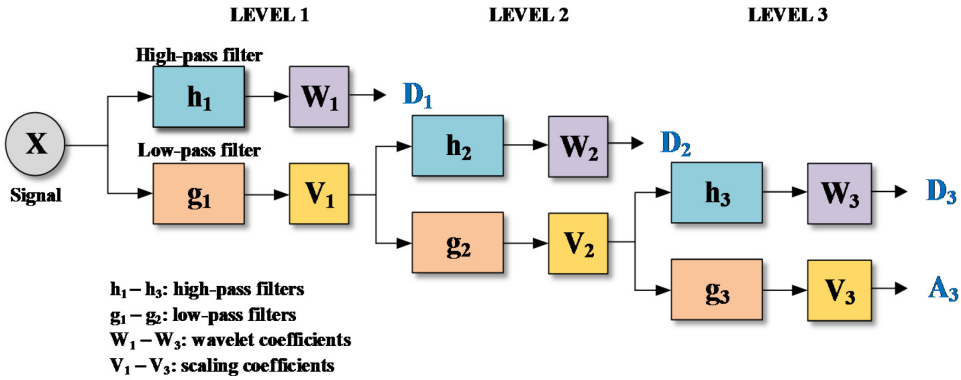 LEVEL 1 LEVEL 2 LEVEL 3
High-pass filter
h₁ W₁ D₁
X
Signal
Low-pass filter
g₁ V₁
h₂ W₂ D₂
g₂ V₂
h₃ W₃ D₃
g₃ V₃ A₃
h₁ – h₃: high-pass filters
g₁ – g₂: low-pass filters
W₁ – W₃: wavelet coefficients
V₁ – V₃: scaling coefficients